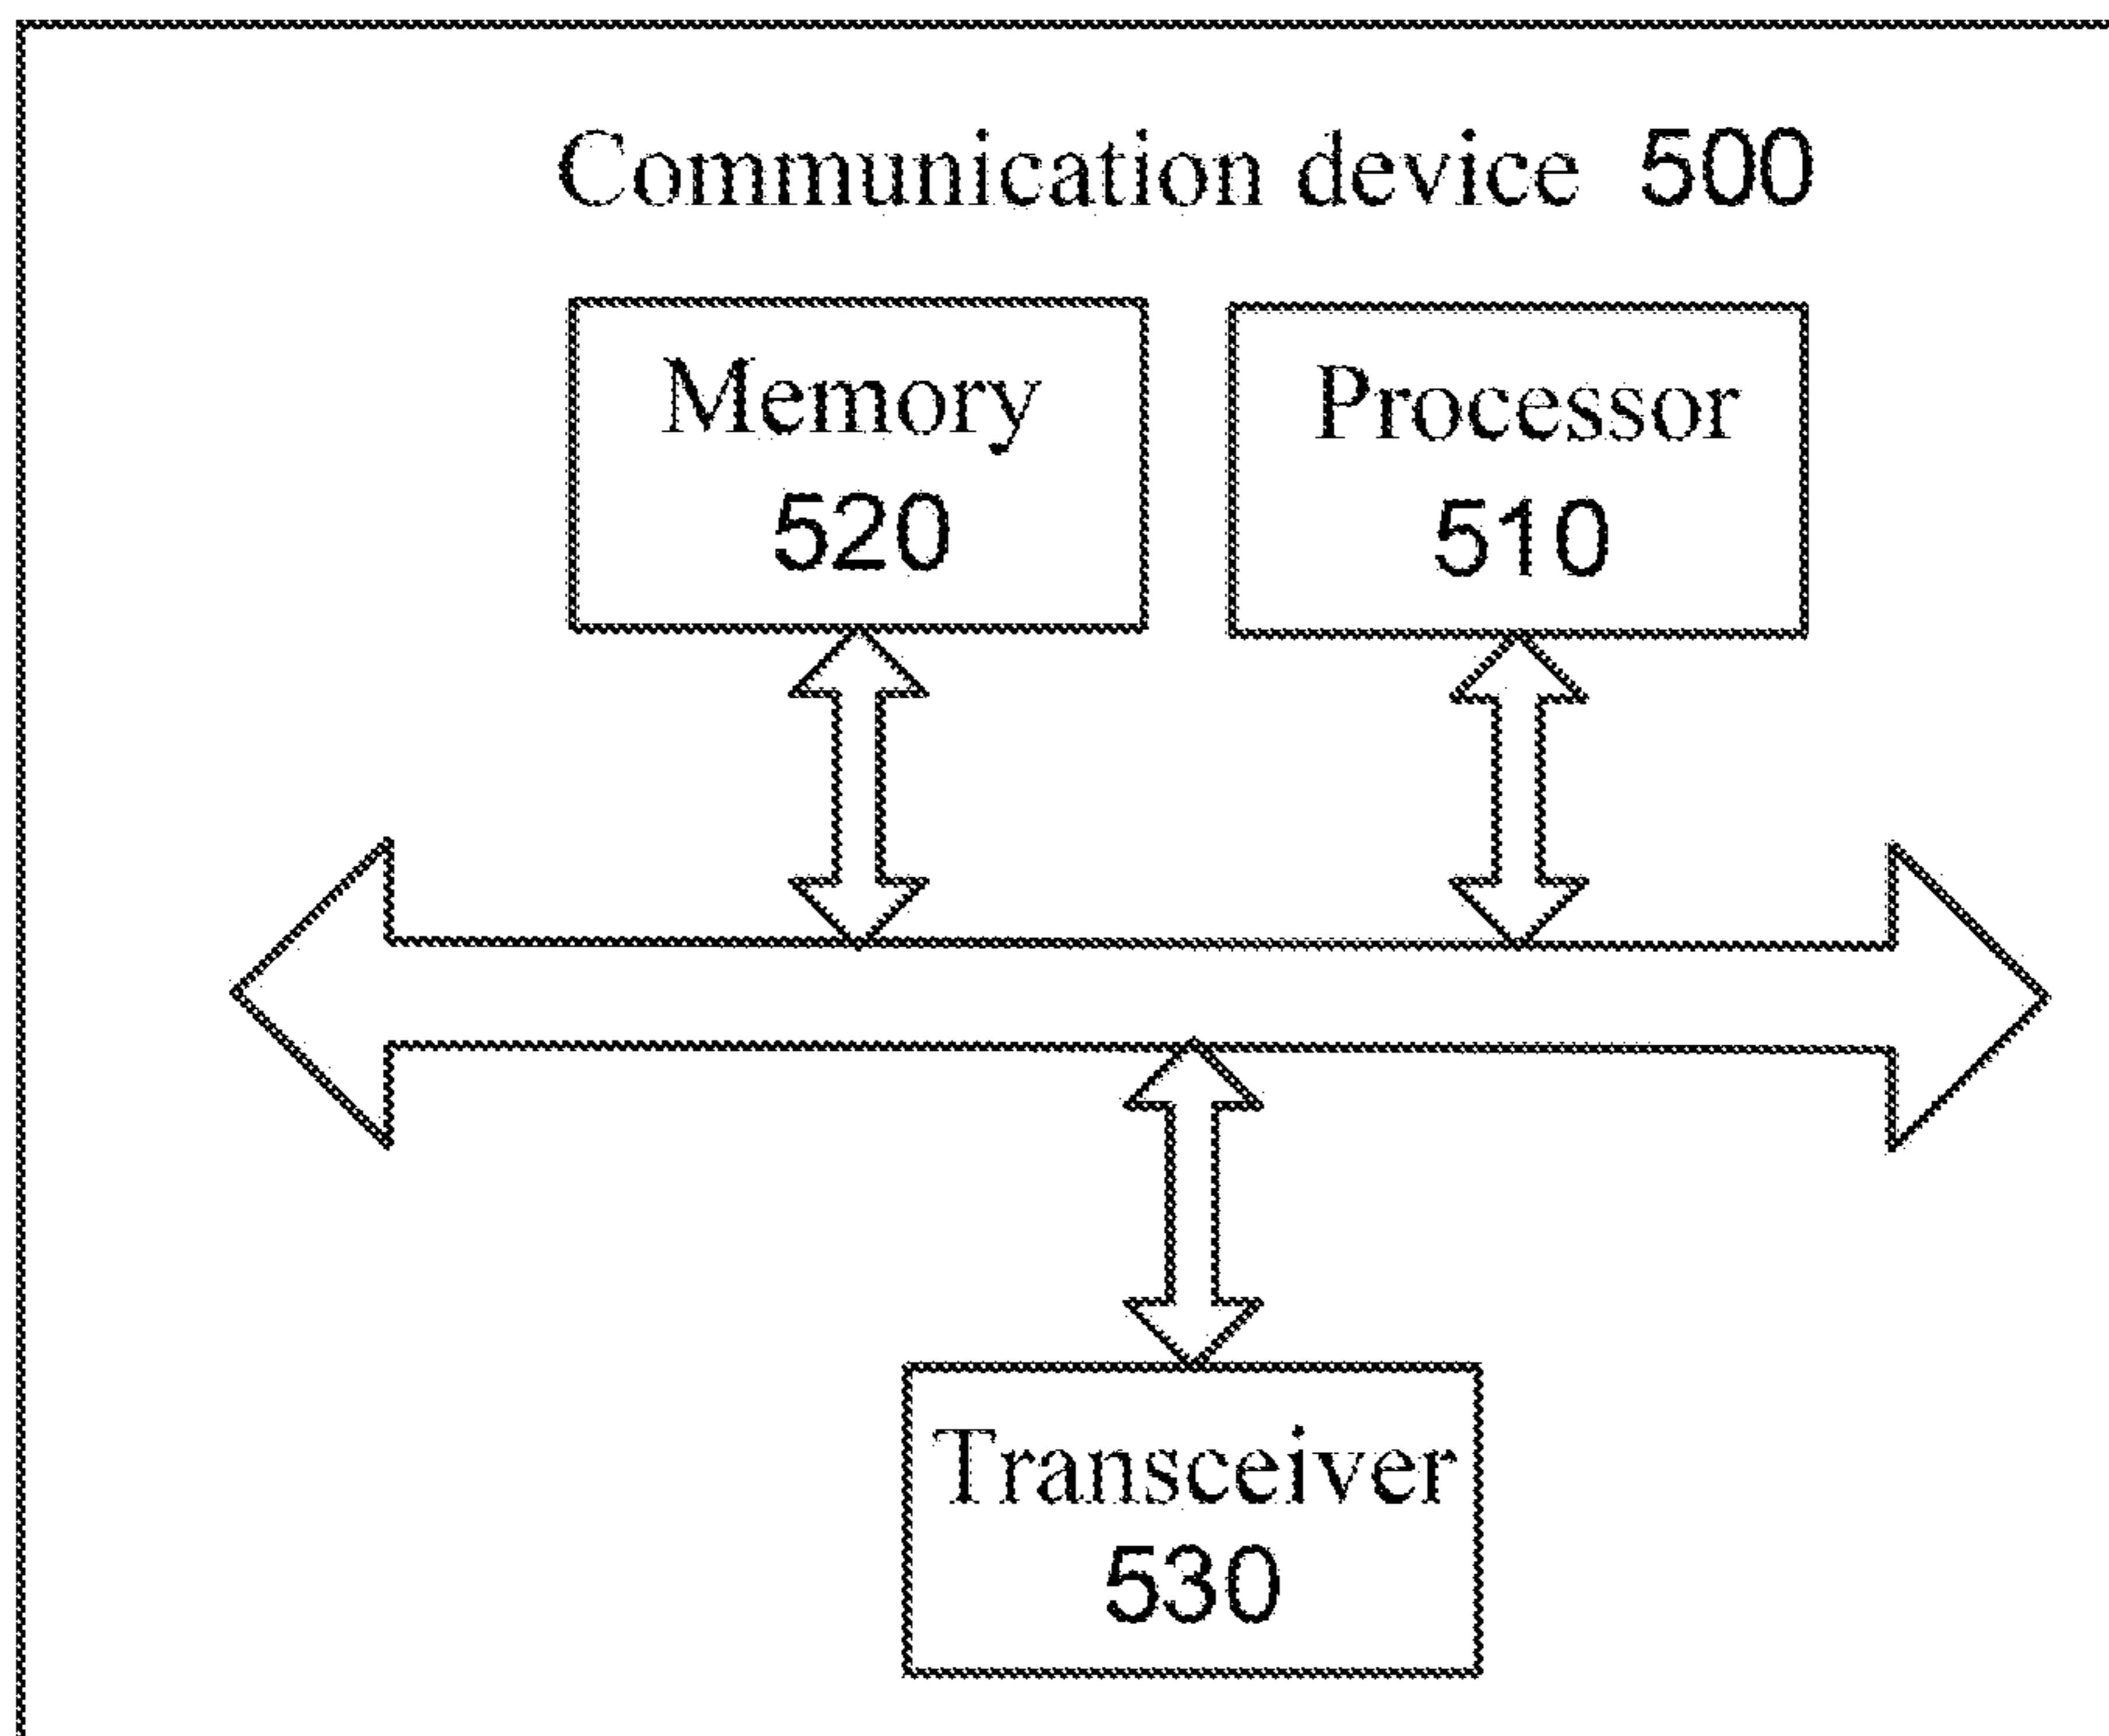 Communication device 500
Memory
520
Processor
510
Transceiver
530